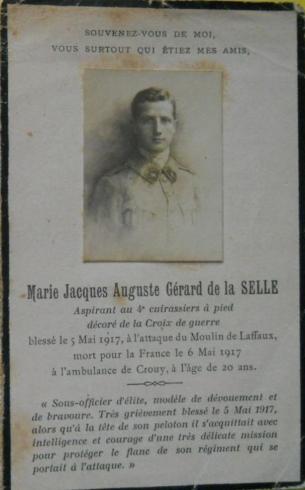 SOUVENEZ-VOUS DE MOI,
VOUS SURTOUT QUI ÉTIEZ MES AMIS,
Marie Jacques Auguste Gérard de la SELLE
Aspirant au 4e cuirassiers à pied
décoré de la Croix de guerre
blessé le 5 Mai 1917, à l'attaque du Moulin de Laffaux,
mort pour la France le 6 Mai 1917
à l'ambulance de Crouy, à l'âge de 20 ans.
« Sous-officier d'élite, modèle de dévouement et
de bravoure. Très grièvement blessé le 5 Mai 1917,
alors qu'à la tête de son peloton il s'acquittait avec
intelligence et courage d'une très délicate mission
pour protéger le flanc de son régiment qui se
portait à l'attaque. »